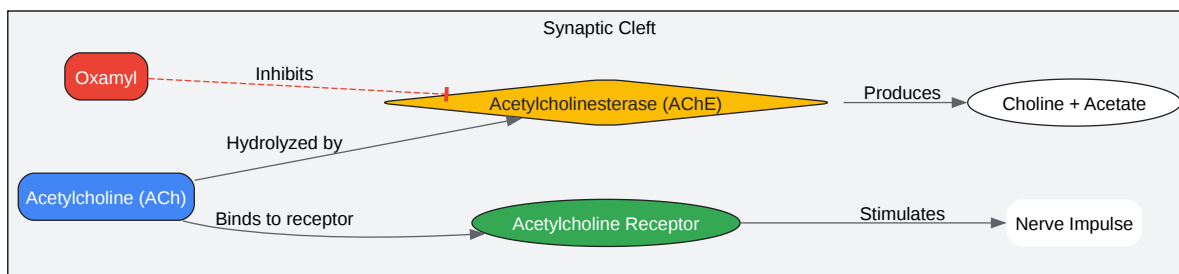 Synaptic Cleft
Oxamyl
Inhibits
Acetylcholinesterase (AChE)
Produces
Choline + Acetate
Hydrolyzed by
Acetylcholine (ACh)
Binds to receptor
Acetylcholine Receptor
Stimulates
Nerve Impulse